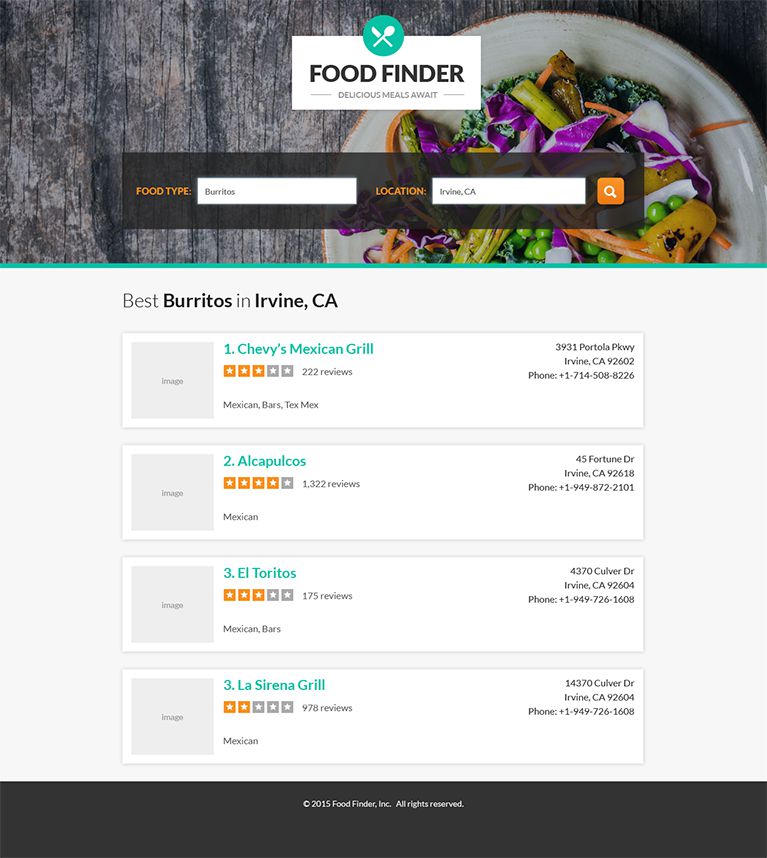 FOOD FINDER
DELICIOUS MEALS AWAIT
FOOD TYPE: Burritos LOCATION: Irvine, CA
Best Burritos in Irvine, CA
image
1. Chevy's Mexican Grill
222 reviews
Mexican, Bars, Tex Mex
3931 Portola Pkwy
Irvine, CA 92602
Phone: +1-714-508-8226
image
2. Alcapulcos
1,322 reviews
Mexican
45 Fortune Dr
Irvine, CA 92618
Phone: +1-949-872-2101
image
3. El Toritos
175 reviews
Mexican, Bars
4370 Culver Dr
Irvine, CA 92604
Phone: +1-949-726-1608
image
3. La Sirena Grill
978 reviews
Mexican
14370 Culver Dr
Irvine, CA 92604
Phone: +1-949-726-1608
© 2015 Food Finder, Inc. All rights reserved.